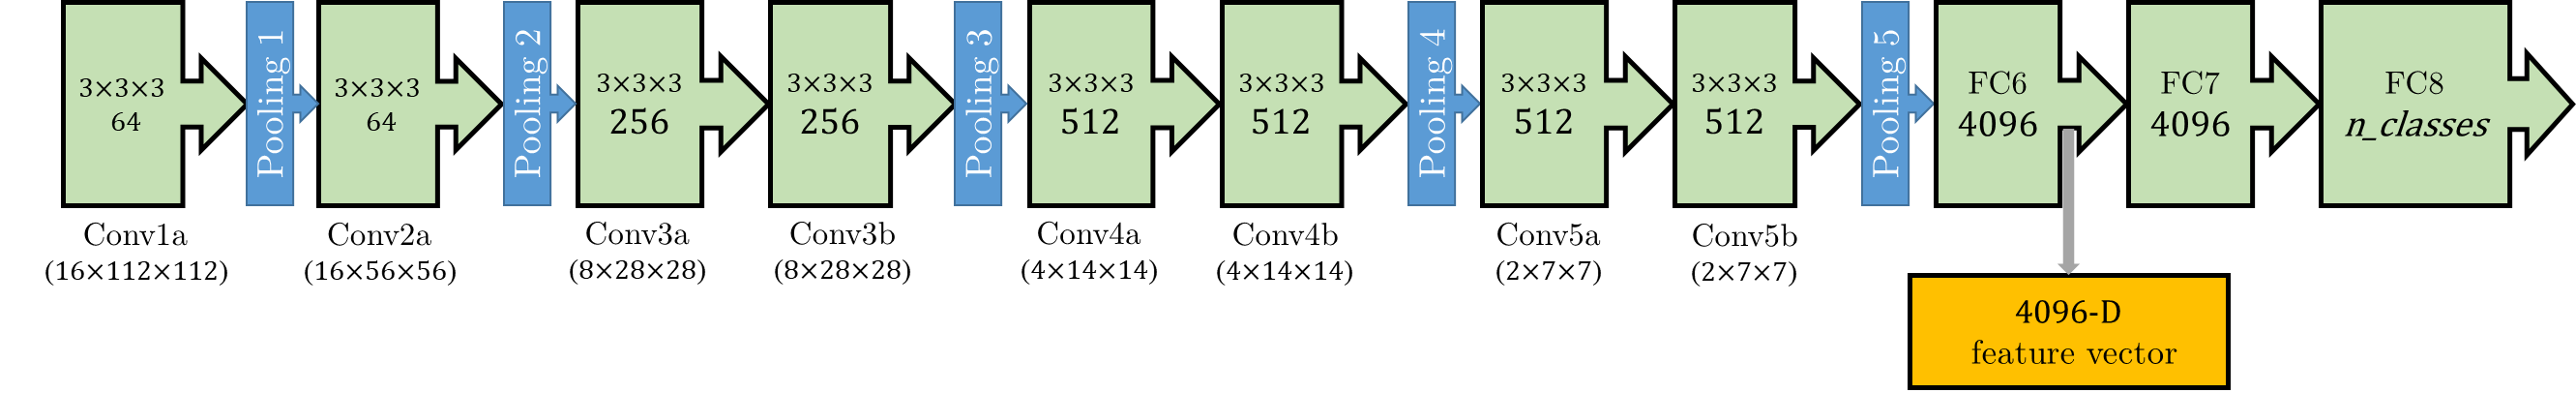 3×3×3
64
Conv1a
(16×112×112)
Pooling 1
3×3×3
64
Conv2a
(16×56×56)
Pooling 2
3×3×3
256
Conv3a
(8×28×28)
3×3×3
256
Conv3b
(8×28×28)
Pooling 3
3×3×3
512
Conv4a
(4×14×14)
3×3×3
512
Conv4b
(4×14×14)
Pooling 4
3×3×3
512
Conv5a
(2×7×7)
3×3×3
512
Conv5b
(2×7×7)
Pooling 5
FC6
4096
4096-D
feature vector
FC7
4096
FC8
n_classes